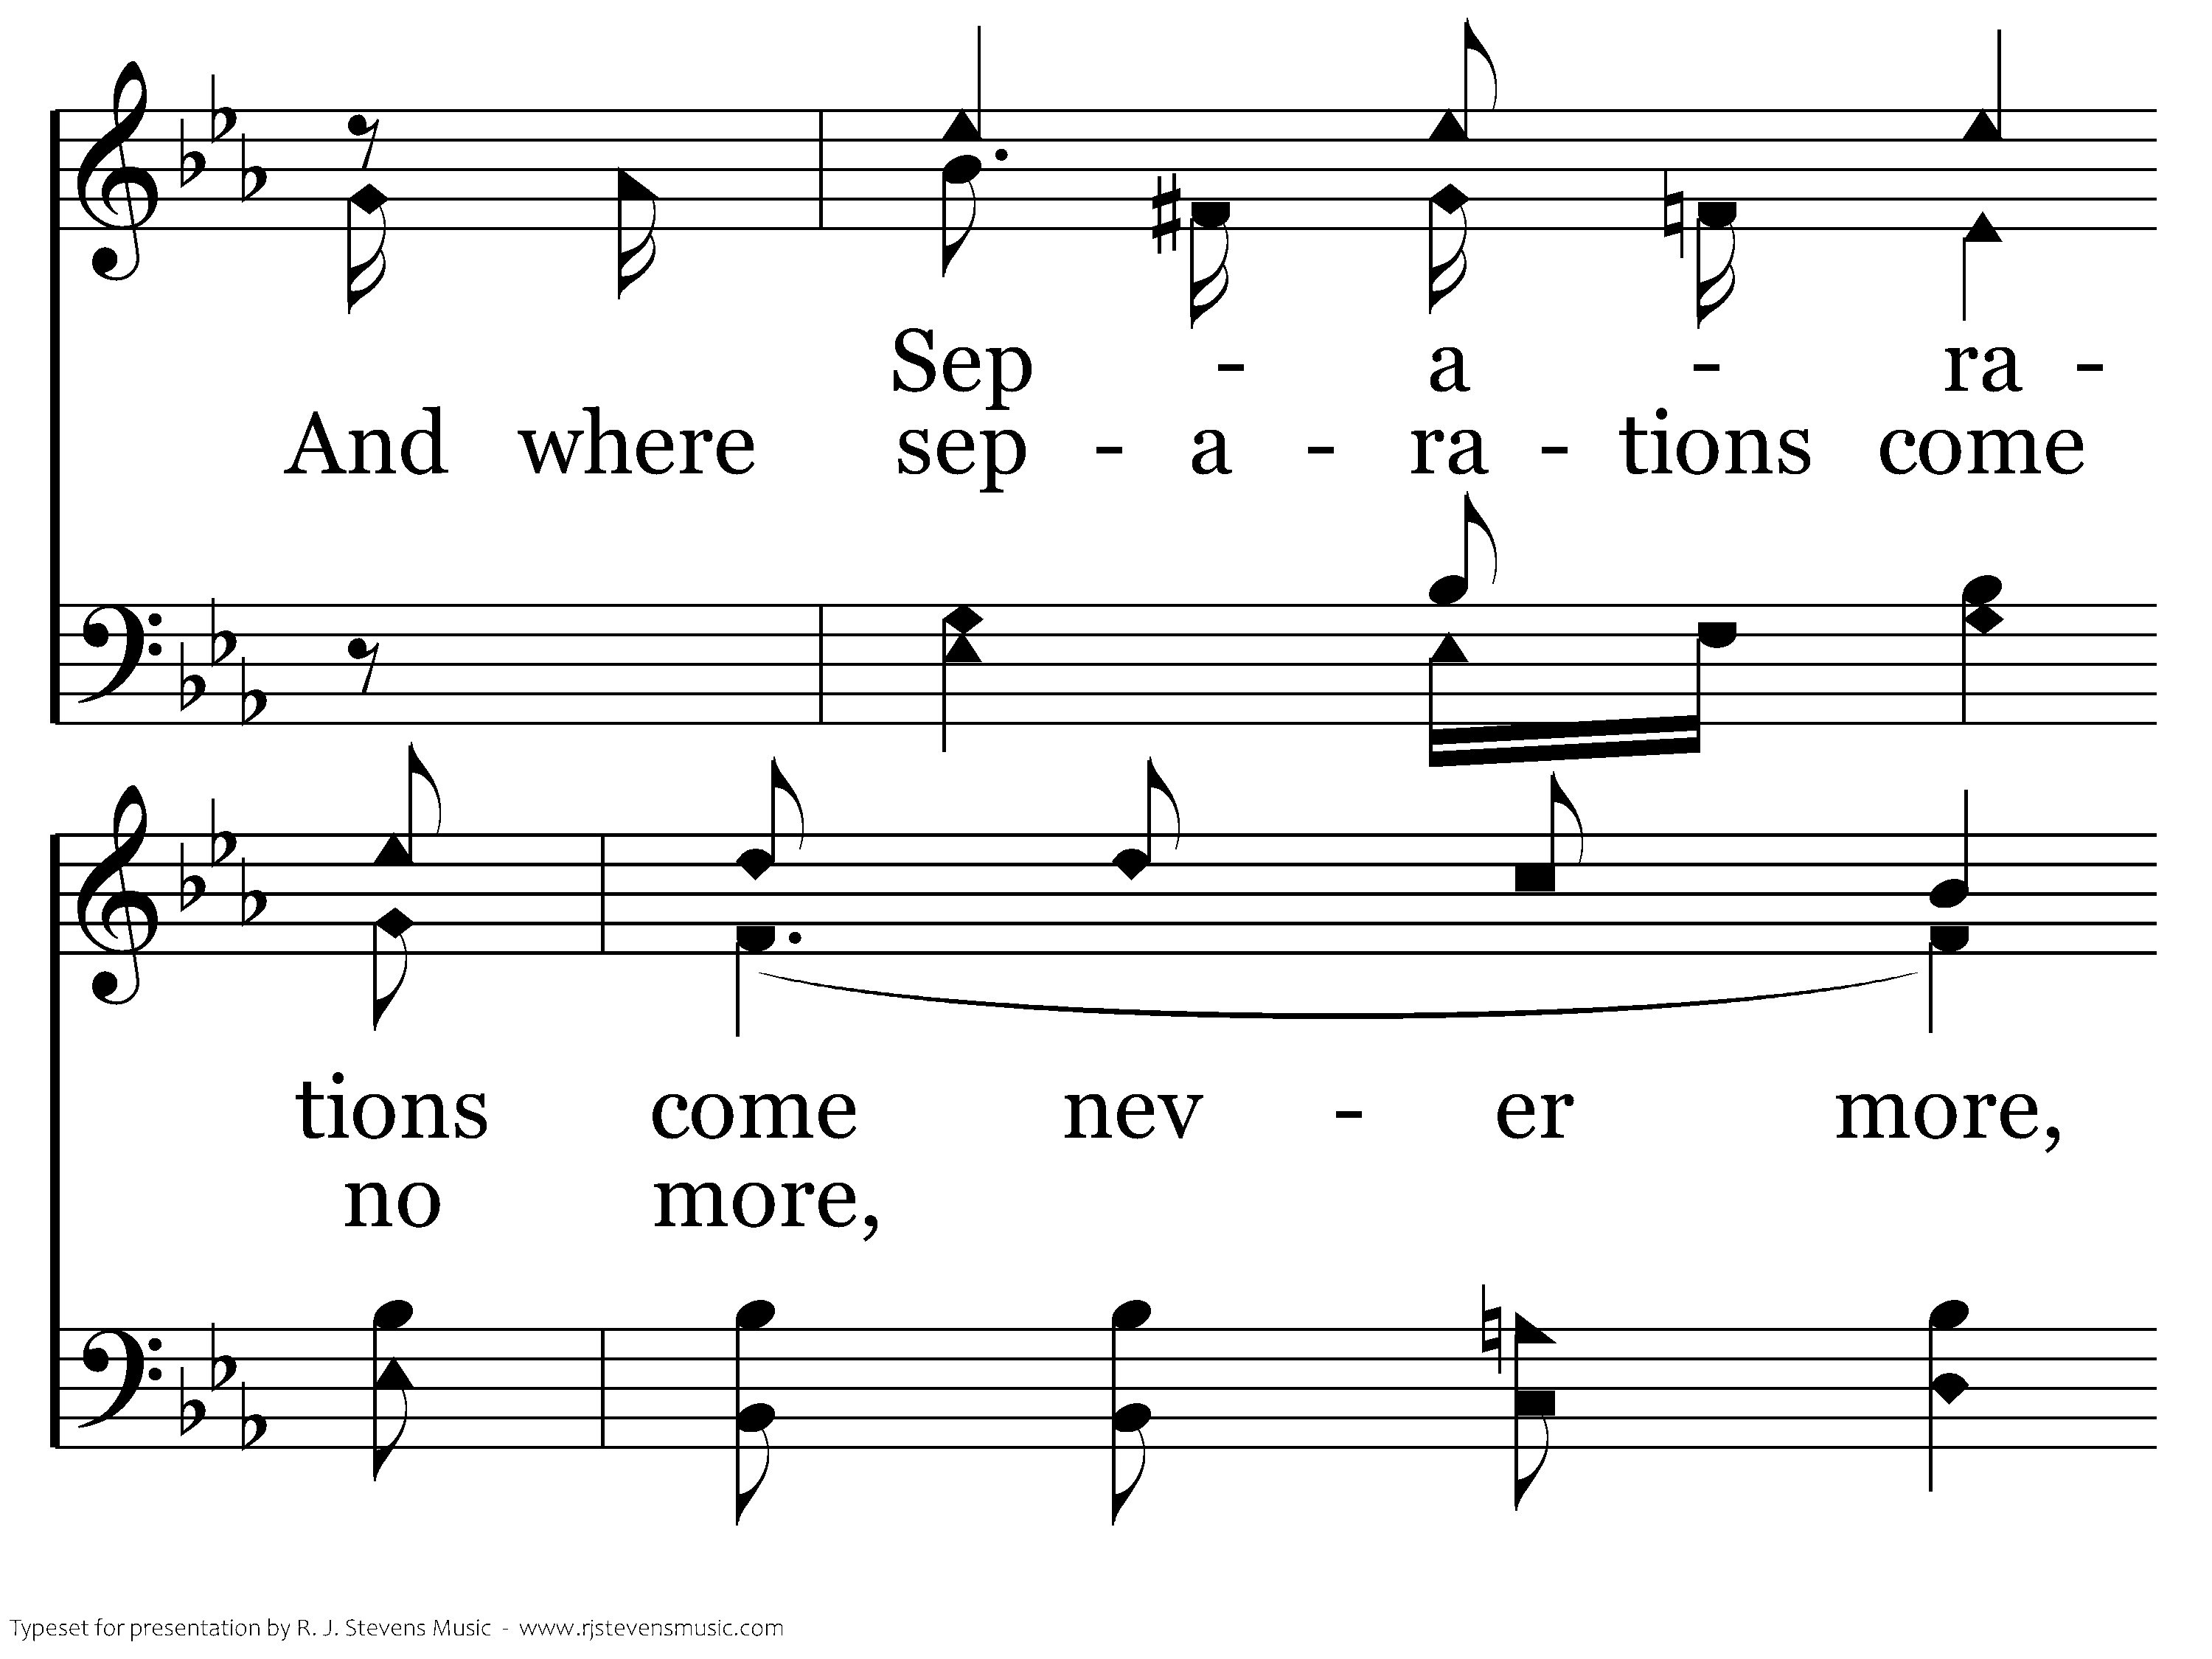 Sep - a - ra -
And where sep - a - ra - tions come
tions come nev - er more,
no more,
Typeset for presentation by R. J. Stevens Music - www.rjstevensmusic.com